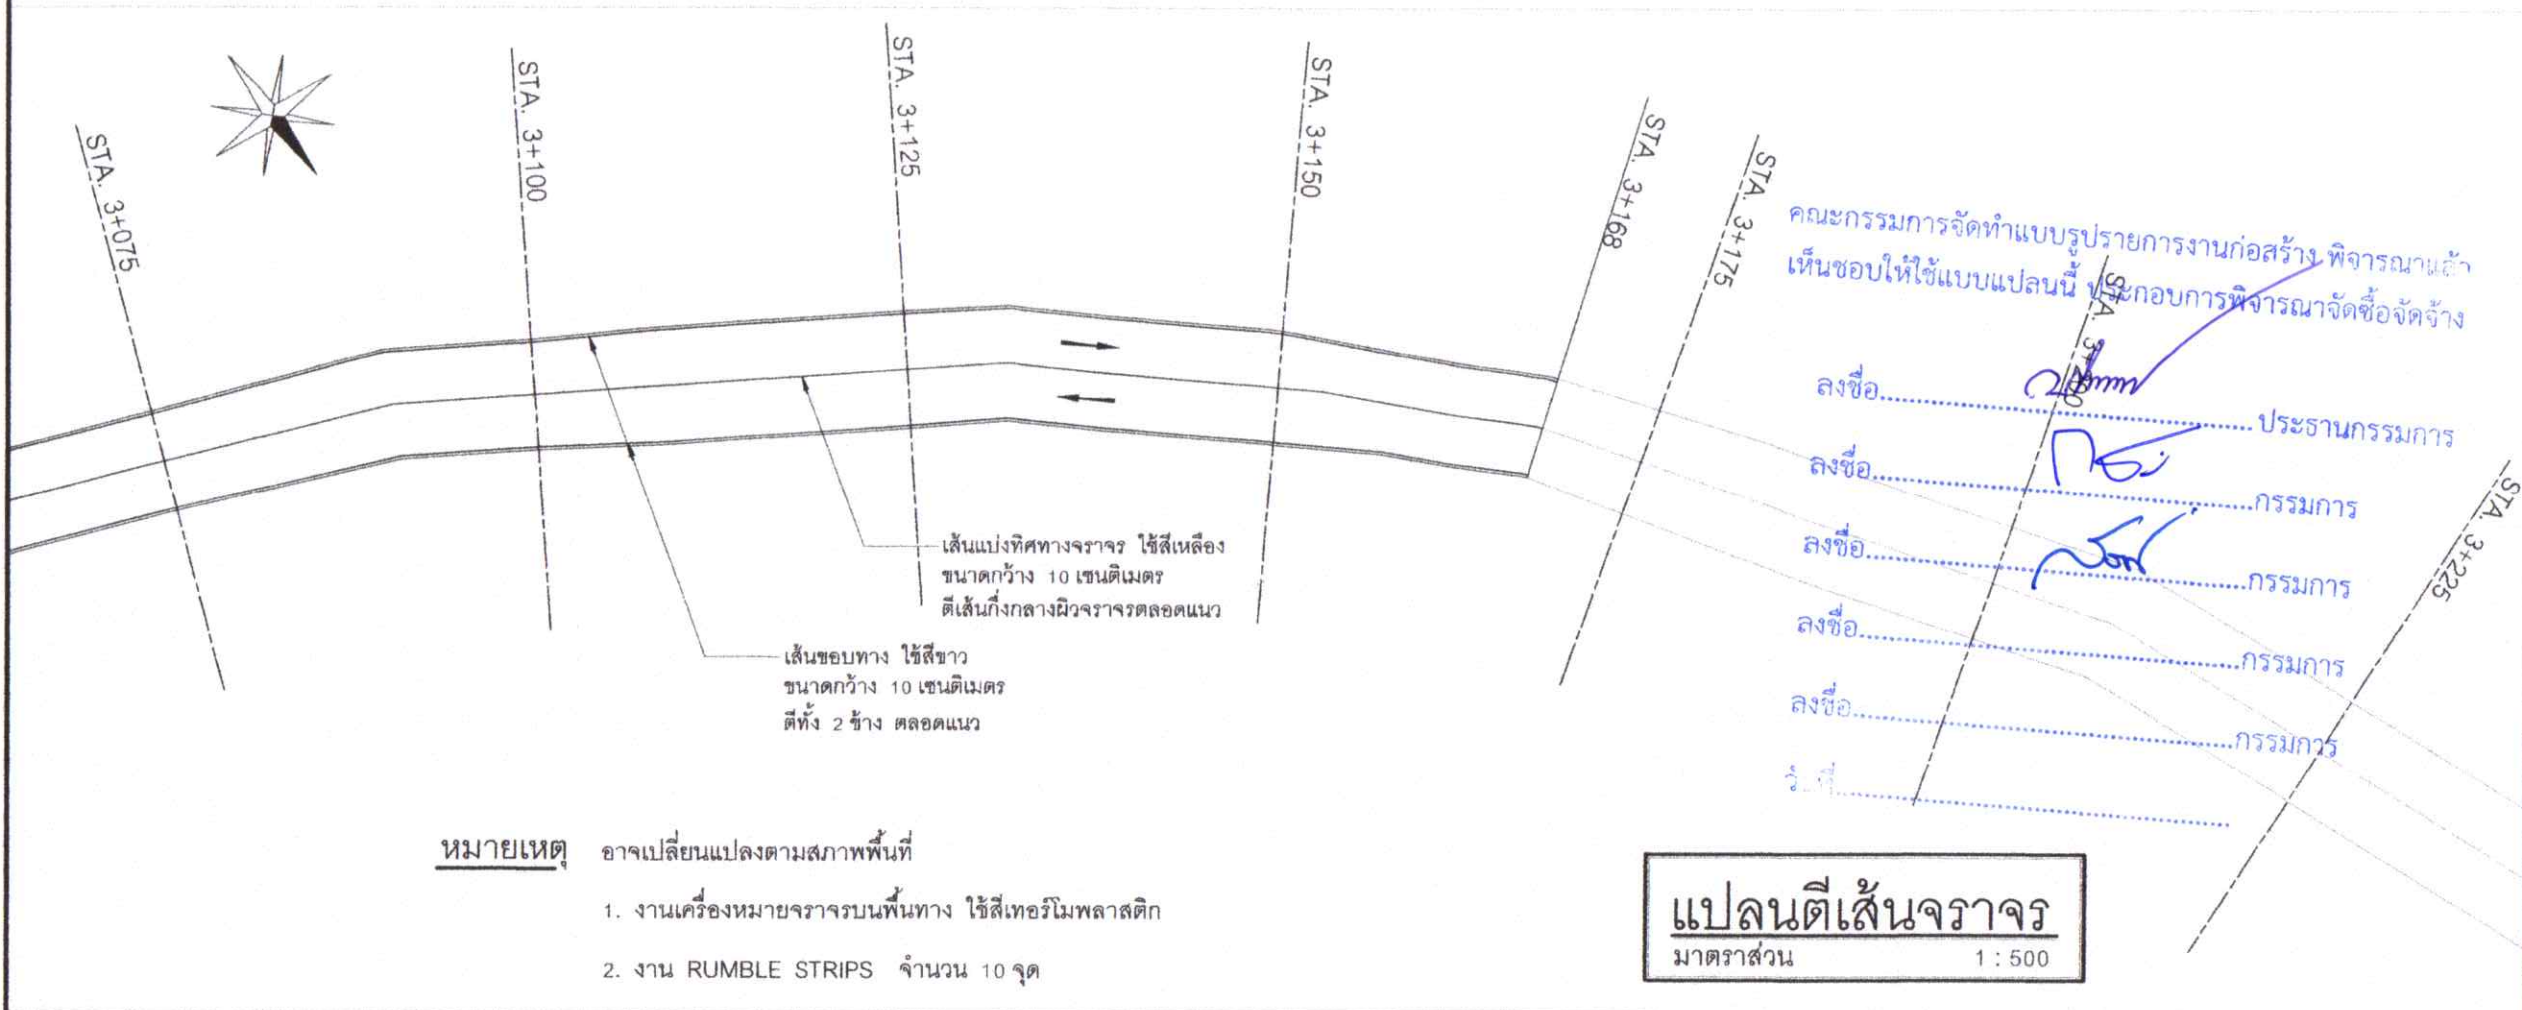 STA. 3+075
STA. 3+100
STA. 3+125
STA. 3+150
STA. 3+168
STA. 3+175
STA. 3+200
STA. 3+225
คณะกรรมการจัดทำแบบรูปรายการงานก่อสร้าง พิจารณาแล้ว
เห็นชอบให้ใช้แบบแปลนนี้ ประกอบการพิจารณาจัดซื้อจัดจ้าง
ลงชื่อ.......................................ประธานกรรมการ
ลงชื่อ.......................................กรรมการ
ลงชื่อ.......................................กรรมการ
ลงชื่อ.......................................กรรมการ
ลงชื่อ.......................................กรรมการ
วันที่.......................................
เส้นแบ่งทิศทางจราจร ใช้สีเหลือง
ขนาดกว้าง 10 เซนติเมตร
ตีเส้นกึ่งกลางผิวจราจรตลอดแนว
เส้นขอบทาง ใช้สีขาว
ขนาดกว้าง 10 เซนติเมตร
ตีทั้ง 2 ข้าง ตลอดแนว
หมายเหตุ อาจเปลี่ยนแปลงตามสภาพพื้นที่
1. งานเครื่องหมายจราจรบนพื้นทาง ใช้สีเทอร์โมพลาสติก
2. งาน RUMBLE STRIPS จำนวน 10 จุด
แปลนตีเส้นจราจร
มาตราส่วน 1 : 500